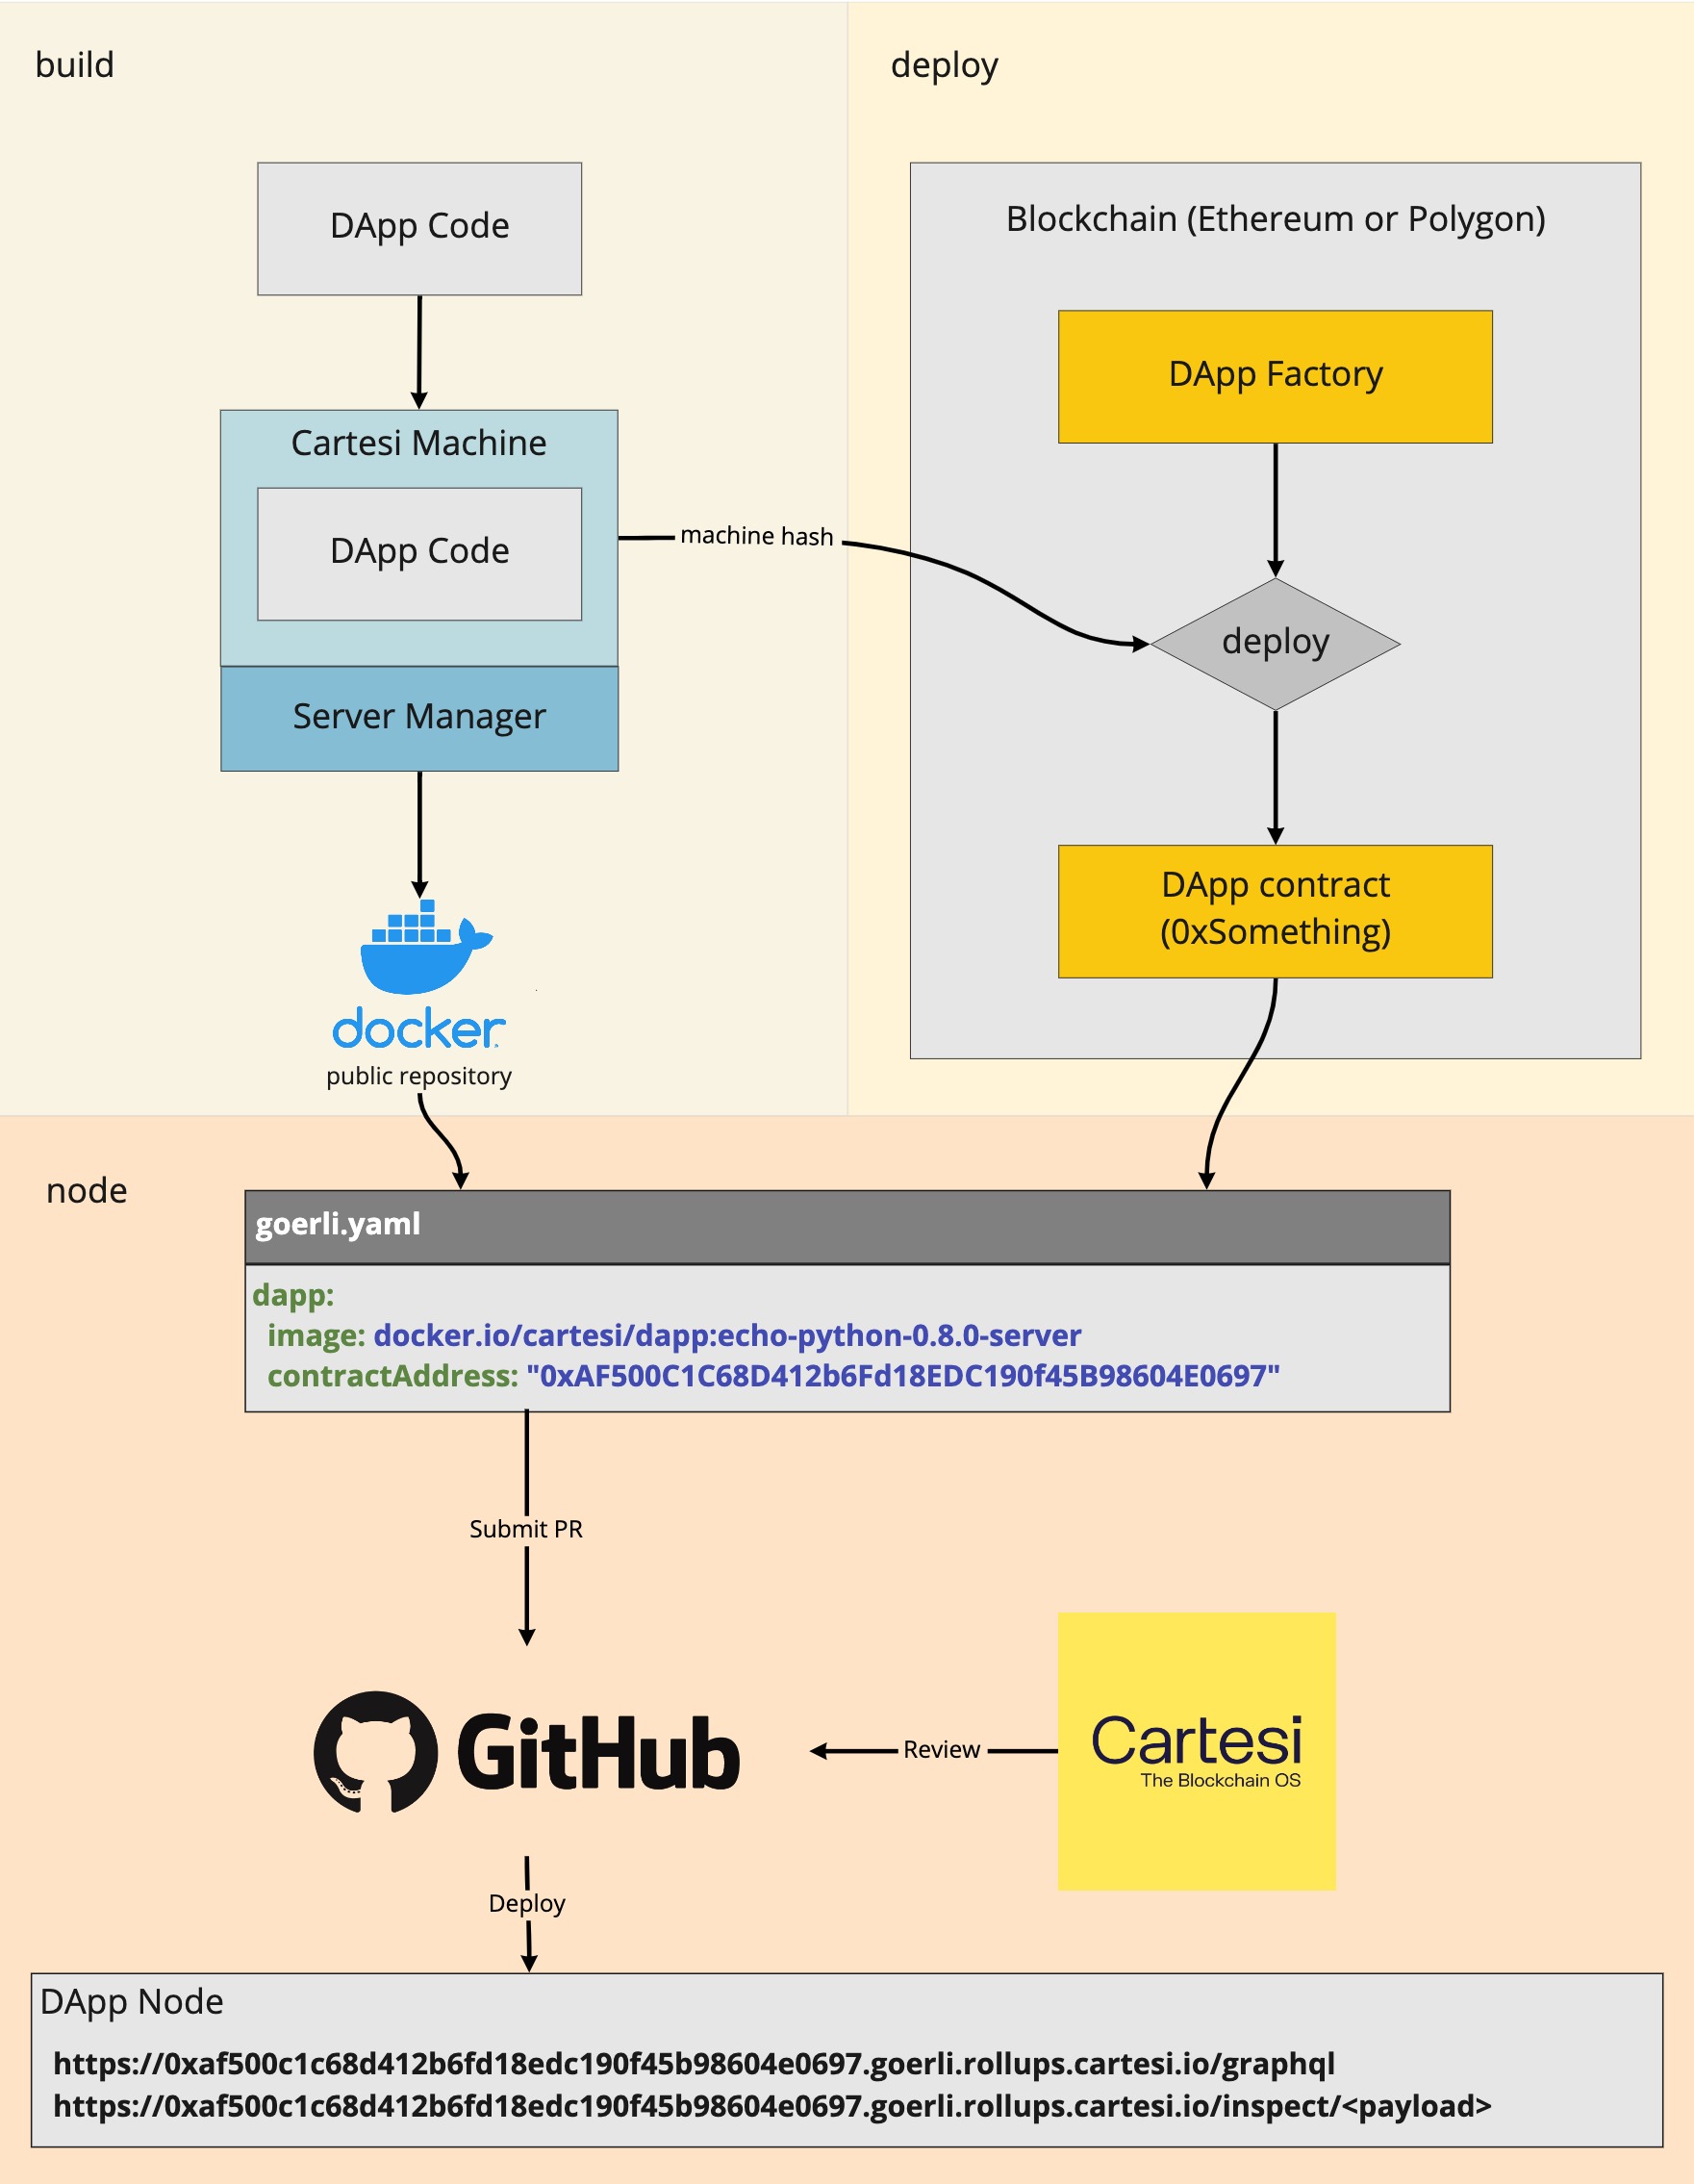 build
DApp Code
Cartesi Machine
DApp Code
Server Manager
docker
public repository
machine hash
deploy
Blockchain (Ethereum or Polygon)
DApp Factory
deploy
DApp contract
(0xSomething)
node
goerli.yaml
dapp:
image: docker.io/cartesi/dapp:echo-python-0.8.0-server
contractAddress: "0xAF500C1C68D412b6Fd18EDC190f45B98604E0697"
Submit PR
GitHub
Review
Cartesi
The Blockchain OS
Deploy
DApp Node
https://0xaf500c1c68d412b6fd18edc190f45b98604e0697.goerli.rollups.cartesi.io/graphql
https://0xaf500c1c68d412b6fd18edc190f45b98604e0697.goerli.rollups.cartesi.io/inspect/<payload>